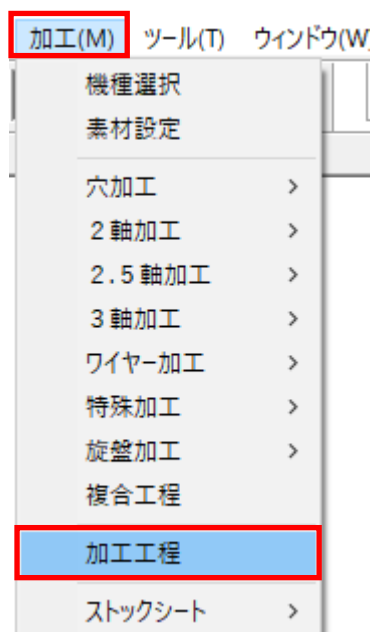 加工(M) ツール(T) ウィンドウ(W)
機種選択
素材設定
穴加工 >
２軸加工 >
２.５軸加工 >
３軸加工 >
ワイヤー加工 >
特殊加工 >
旋盤加工 >
複合工程
加工工程
ストックシート >